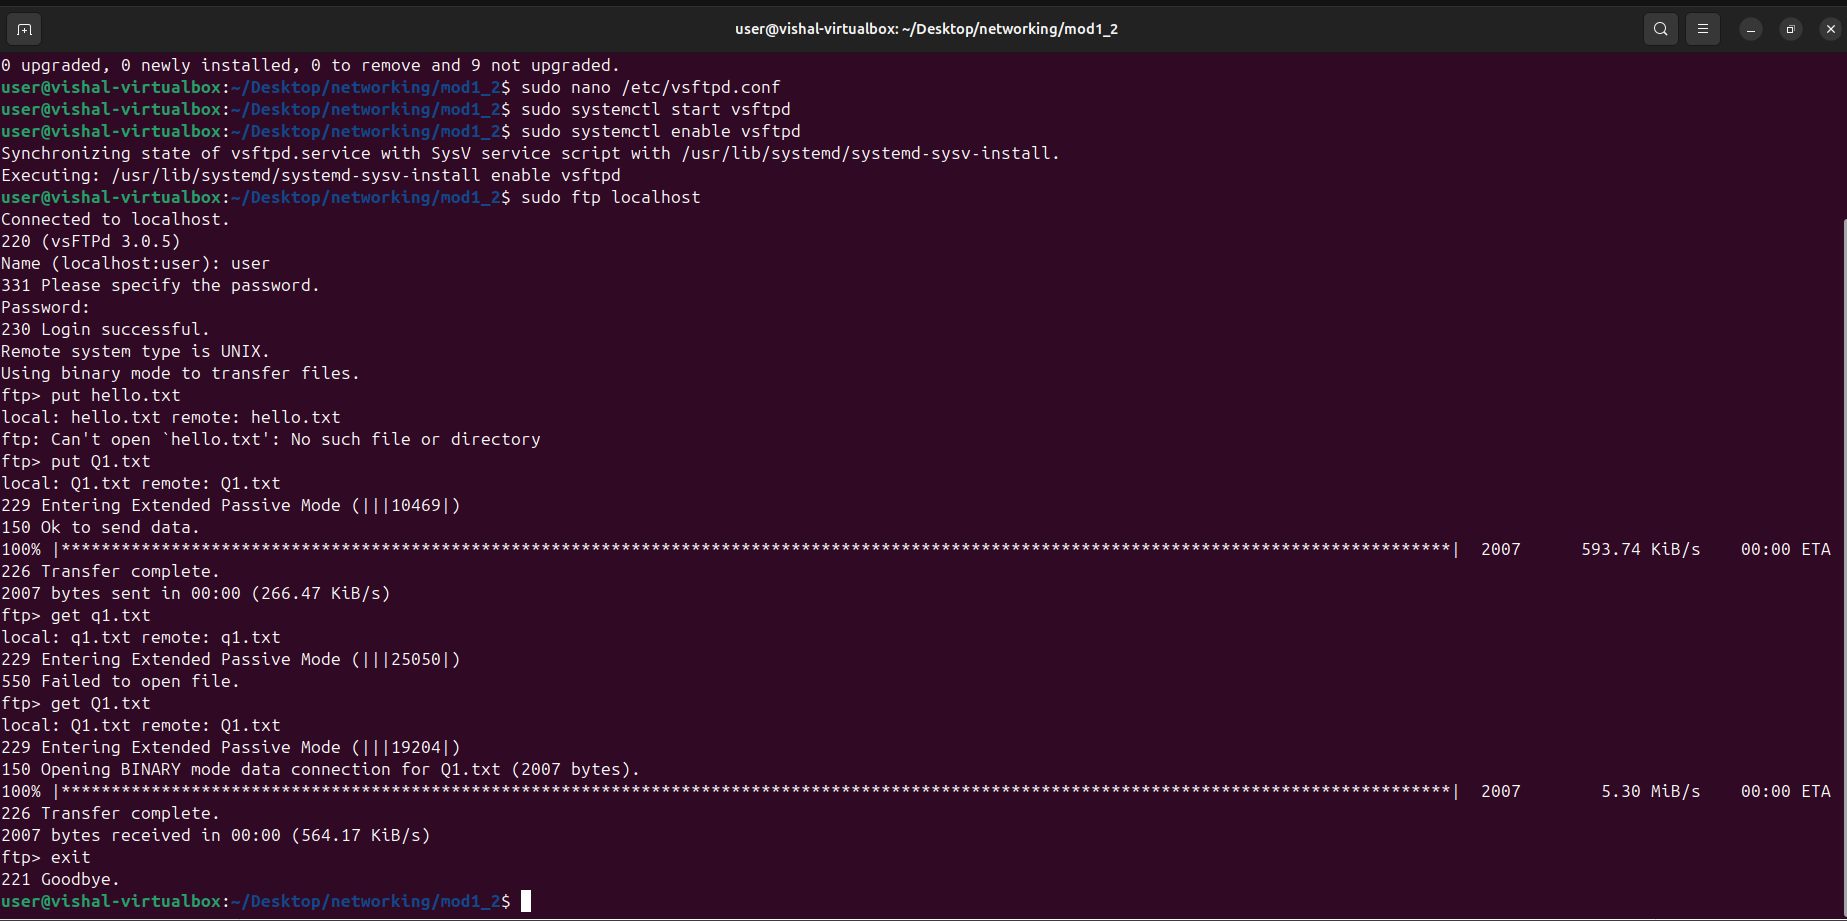 user@vishal-virtualbox: ~/Desktop/networking/mod1_2
0 upgraded, 0 newly installed, 0 to remove and 9 not upgraded.
user@vishal-virtualbox:~/Desktop/networking/mod1_2$ sudo nano /etc/vsftpd.conf
user@vishal-virtualbox:~/Desktop/networking/mod1_2$ sudo systemctl start vsftpd
user@vishal-virtualbox:~/Desktop/networking/mod1_2$ sudo systemctl enable vsftpd
Synchronizing state of vsftpd.service with SysV service script with /usr/lib/systemd/systemd-sysv-install.
Executing: /usr/lib/systemd/systemd-sysv-install enable vsftpd
user@vishal-virtualbox:~/Desktop/networking/mod1_2$ sudo ftp localhost
Connected to localhost.
220 (vsFTPd 3.0.5)
Name (localhost:user): user
331 Please specify the password.
Password:
230 Login successful.
Remote system type is UNIX.
Using binary mode to transfer files.
ftp> put hello.txt
local: hello.txt remote: hello.txt
ftp: Can't open `hello.txt': No such file or directory
ftp> put Q1.txt
local: Q1.txt remote: Q1.txt
229 Entering Extended Passive Mode (|||10469|)
150 Ok to send data.
100% |*******************************************************************************************************************************************| 2007 593.74 KiB/s 00:00 ETA
226 Transfer complete.
2007 bytes sent in 00:00 (266.47 KiB/s)
ftp> get q1.txt
local: q1.txt remote: q1.txt
229 Entering Extended Passive Mode (|||25050|)
550 Failed to open file.
ftp> get Q1.txt
local: Q1.txt remote: Q1.txt
229 Entering Extended Passive Mode (|||19204|)
150 Opening BINARY mode data connection for Q1.txt (2007 bytes).
100% |*******************************************************************************************************************************************| 2007 5.30 MiB/s 00:00 ETA
226 Transfer complete.
2007 bytes received in 00:00 (564.17 KiB/s)
ftp> exit
221 Goodbye.
user@vishal-virtualbox:~/Desktop/networking/mod1_2$